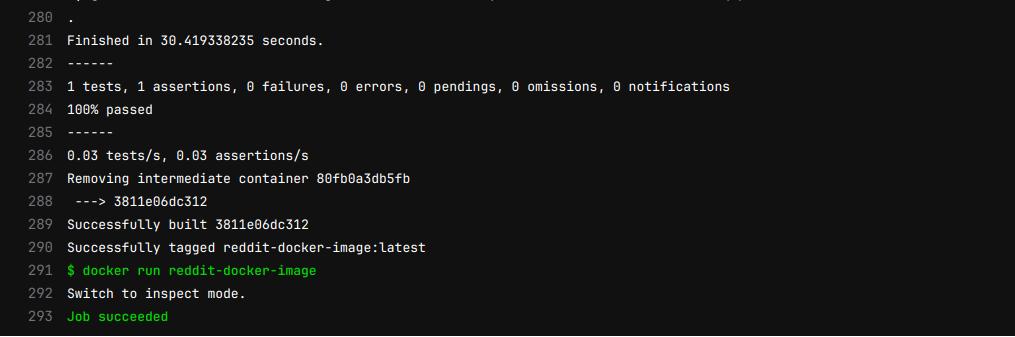 280 .
281 Finished in 30.419338235 seconds.
282 ------
283 1 tests, 1 assertions, 0 failures, 0 errors, 0 pendings, 0 omissions, 0 notifications
284 100% passed
285 ------
286 0.03 tests/s, 0.03 assertions/s
287 Removing intermediate container 80fb0a3db5fb
288  ---> 3811e06dc312
289 Successfully built 3811e06dc312
290 Successfully tagged reddit-docker-image:latest
291 $ docker run reddit-docker-image
292 Switch to inspect mode.
293 Job succeeded